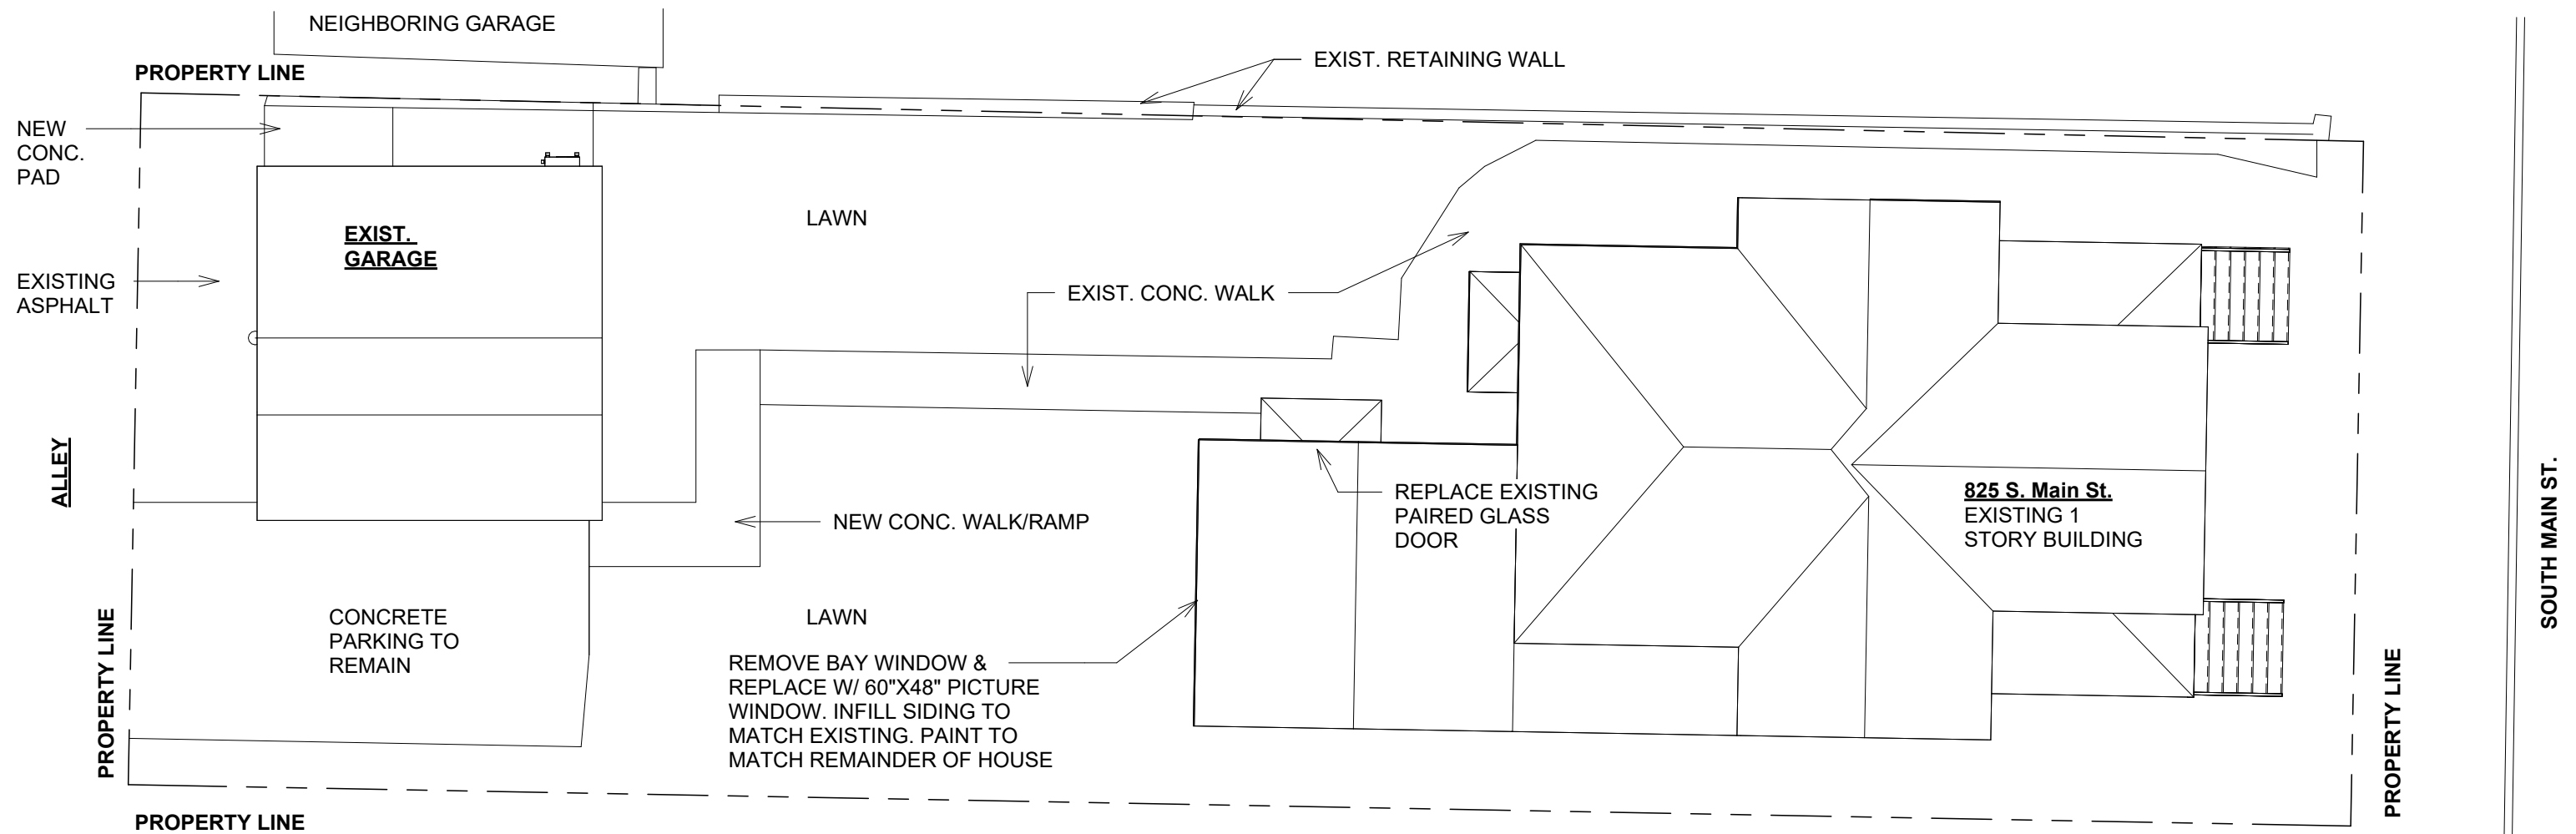 NEIGHBORING GARAGE
EXIST. RETAINING WALL
PROPERTY LINE
NEW
CONC.
PAD
LAWN
EXIST.
GARAGE
EXISTING
ASPHALT
EXIST. CONC. WALK
ALLEY
REPLACE EXISTING
PAIRED GLASS
DOOR
825 S. Main St.
EXISTING 1
STORY BUILDING
SOUTH MAIN ST.
NEW CONC. WALK/RAMP
CONCRETE
PARKING TO
REMAIN
LAWN
PROPERTY LINE
REMOVE BAY WINDOW &
REPLACE W/ 60"X48" PICTURE
WINDOW. INFILL SIDING TO
MATCH EXISTING. PAINT TO
MATCH REMAINDER OF HOUSE
PROPERTY LINE
PROPERTY LINE